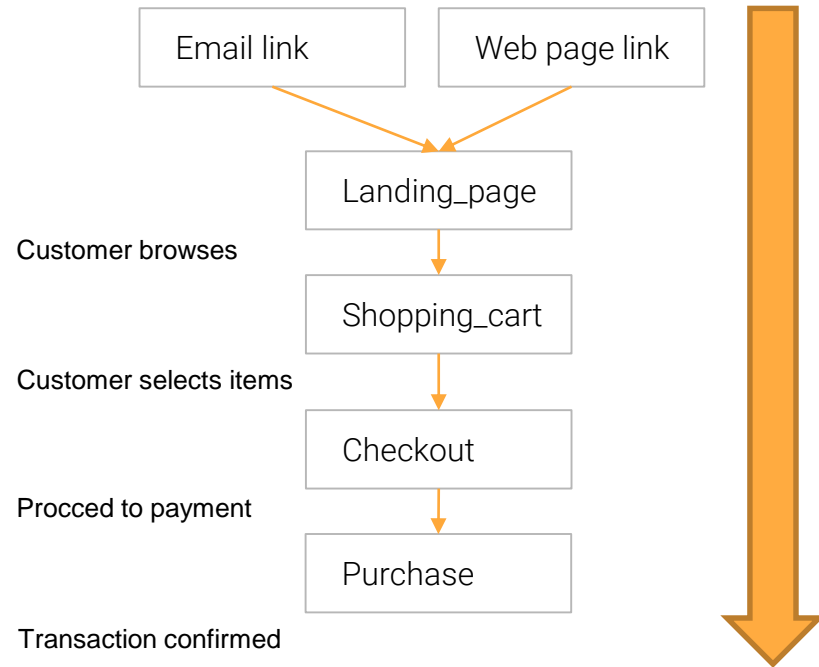 Email link
Web page link
Landing_page
Customer browses
Shopping_cart
Customer selects items
Checkout
Procced to payment
Purchase
Transaction confirmed